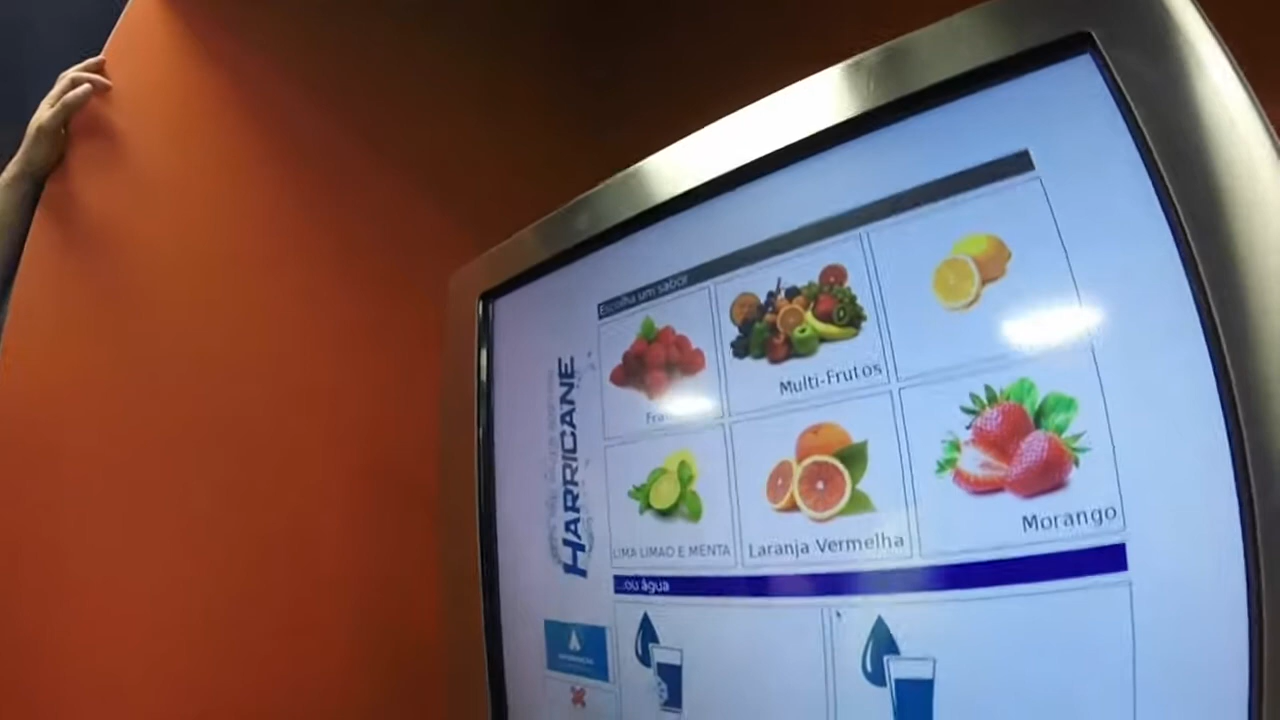 Escolha um sabor
Multi-Frutos
LIMA LIMAO E MENTA
Laranja Vermelha
Morango
HARRICANE
...ou água